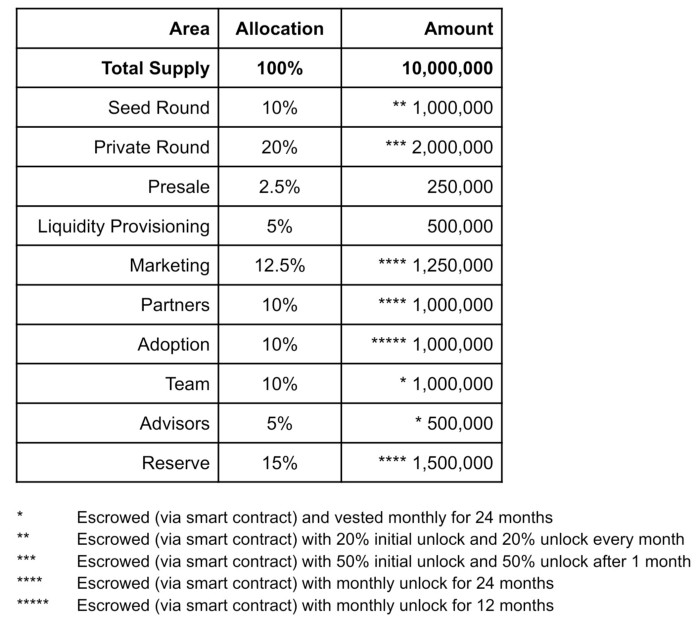 Area Allocation Amount
Total Supply 100% 10,000,000
Seed Round 10% ** 1,000,000
Private Round 20% *** 2,000,000
Presale 2.5% 250,000
Liquidity Provisioning 5% 500,000
Marketing 12.5% **** 1,250,000
Partners 10% **** 1,000,000
Adoption 10% ***** 1,000,000
Team 10% * 1,000,000
Advisors 5% * 500,000
Reserve 15% **** 1,500,000
* Escrowed (via smart contract) and vested monthly for 24 months
** Escrowed (via smart contract) with 20% initial unlock and 20% unlock every month
*** Escrowed (via smart contract) with 50% initial unlock and 50% unlock after 1 month
**** Escrowed (via smart contract) with monthly unlock for 24 months
***** Escrowed (via smart contract) with monthly unlock for 12 months